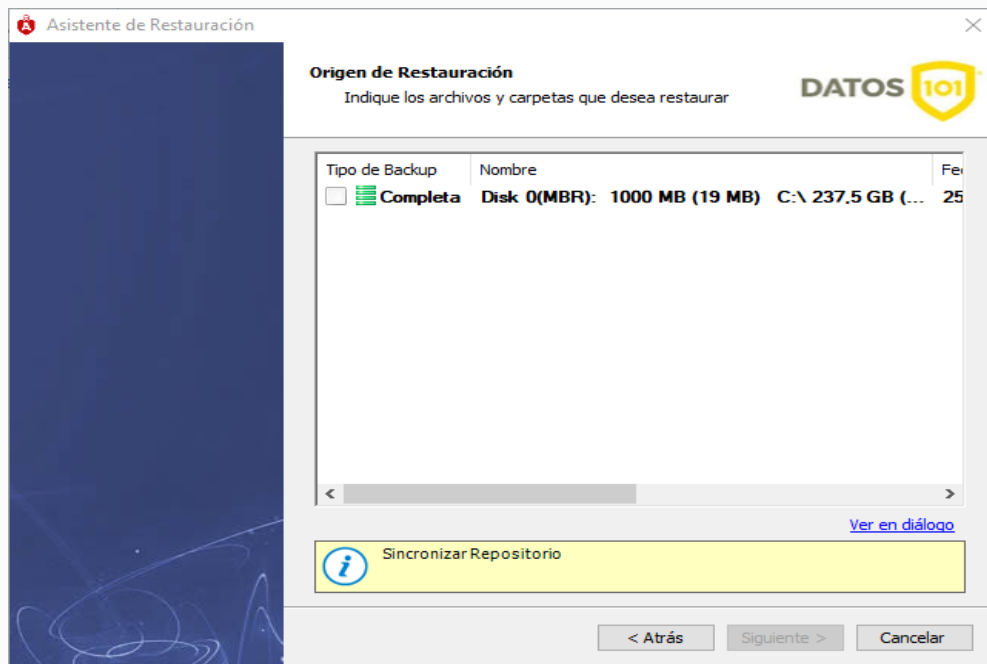 Asistente de Restauración
Origen de Restauración
Indique los archivos y carpetas que desea restaurar
DATOS 101
Tipo de Backup Nombre Fe
Completa Disk 0(MBR): 1000 MB (19 MB) C:\ 237,5 GB (... 25
Ver en diálogo
Sincronizar Repositorio
< Atrás Siguiente > Cancelar